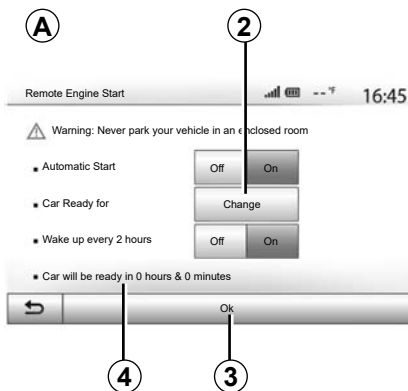 A
2
Remote Engine Start -- °F 16:45
Warning: Never park your vehicle in an enclosed room
Automatic Start Off On
Car Ready for Change
Wake up every 2 hours Off On
Car will be ready in 0 hours & 0 minutes
Ok
4 3